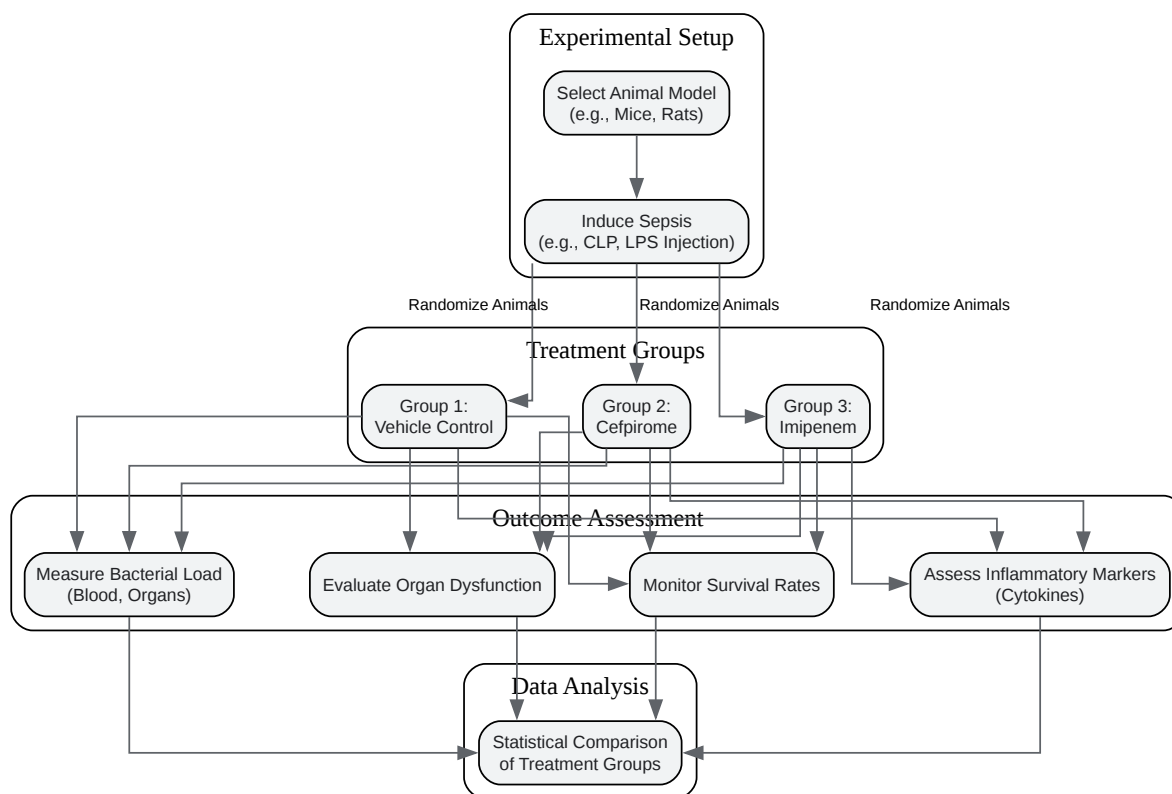 Experimental Setup
Select Animal Model
(e.g., Mice, Rats)
Induce Sepsis
(e.g., CLP, LPS Injection)
Randomize Animals
Randomize Animals
Randomize Animals
Treatment Groups
Group 1:
Vehicle Control
Group 2:
Cefpirome
Group 3:
Imipenem
Outcome Assessment
Measure Bacterial Load
(Blood, Organs)
Evaluate Organ Dysfunction
Monitor Survival Rates
Assess Inflammatory Markers
(Cytokines)
Data Analysis
Statistical Comparison
of Treatment Groups